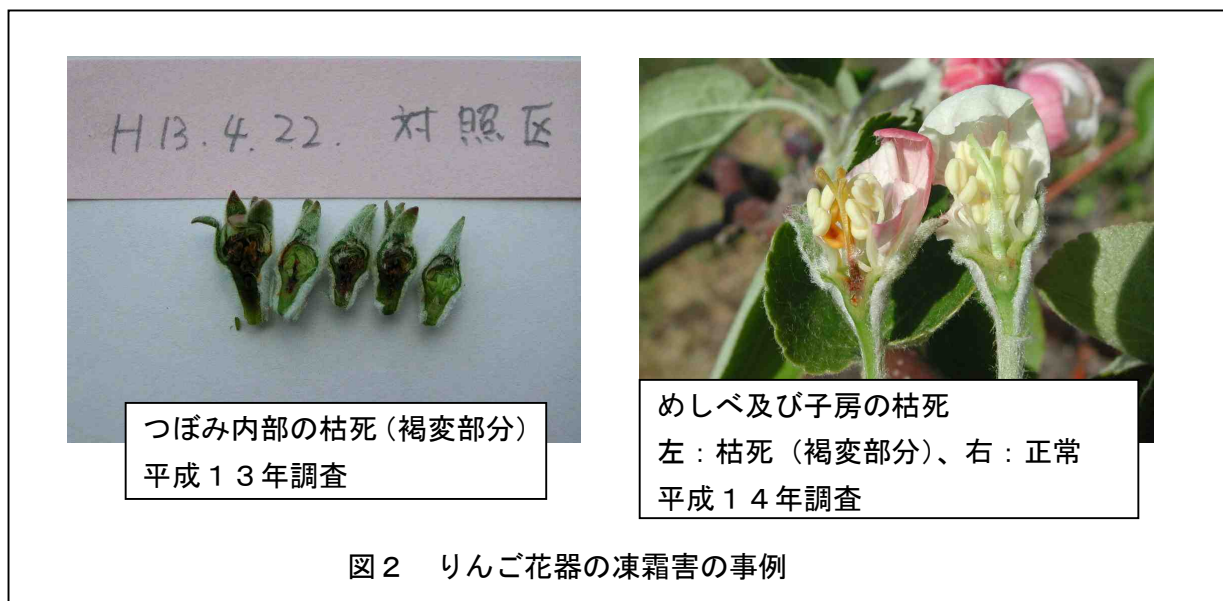 H13.4.22. 対照区
つぼみ内部の枯死(褐変部分)
平成13年調査
めしべ及び子房の枯死
左:枯死(褐変部分)、右:正常
平成14年調査
図2 りんご花器の凍霜害の事例